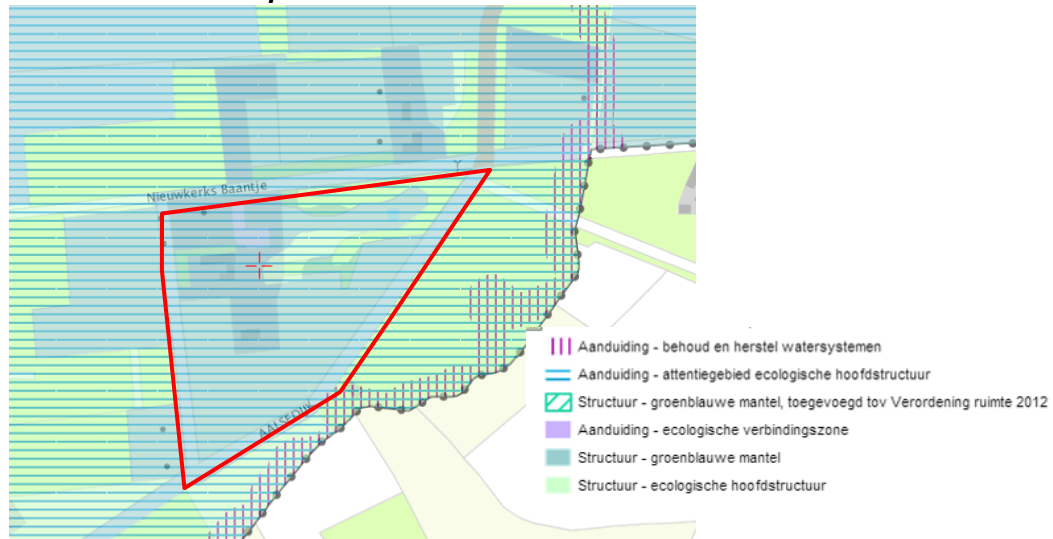 Nieuwkerks Baantje
AALSEDIJK
Aanduiding - behoud en herstel watersystemen
Aanduiding - attentiegebied ecologische hoofdstructuur
Structuur - groenblauwe mantel, toegevoegd tov Verordening ruimte 2012
Aanduiding - ecologische verbindingszone
Structuur - groenblauwe mantel
Structuur - ecologische hoofdstructuur